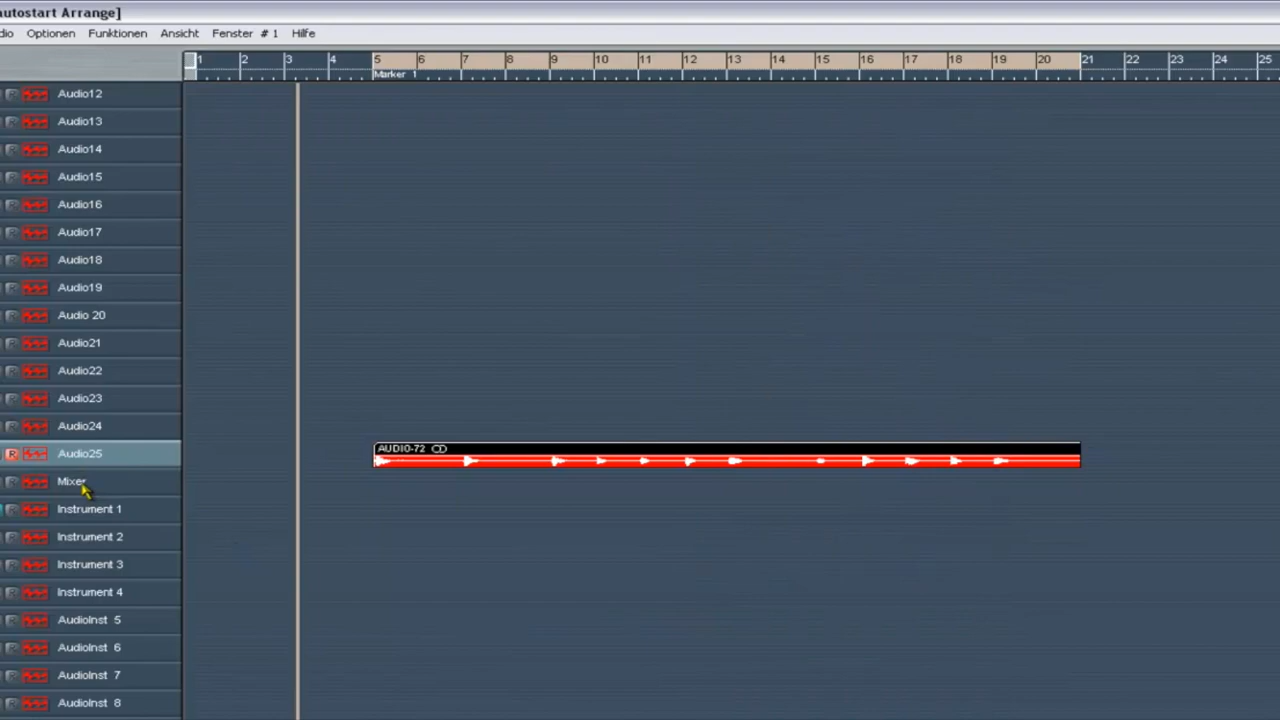 autostart Arrange]
dio Optionen Funktionen Ansicht Fenster # 1 Hilfe
1 2 3 4 5 6 7 8 9 10 11 12 13 14 15 16 17 18 19 20 21 22 23 24 25
Marker 1
R Audio12
R Audio13
R Audio14
R Audio15
R Audio16
R Audio17
R Audio18
R Audio19
R Audio 20
R Audio21
R Audio22
R Audio23
R Audio24
R Audio25
AUDIO-72
R Mixer
R Instrument 1
R Instrument 2
R Instrument 3
R Instrument 4
R AudioInst 5
R AudioInst 6
R AudioInst 7
R AudioInst 8